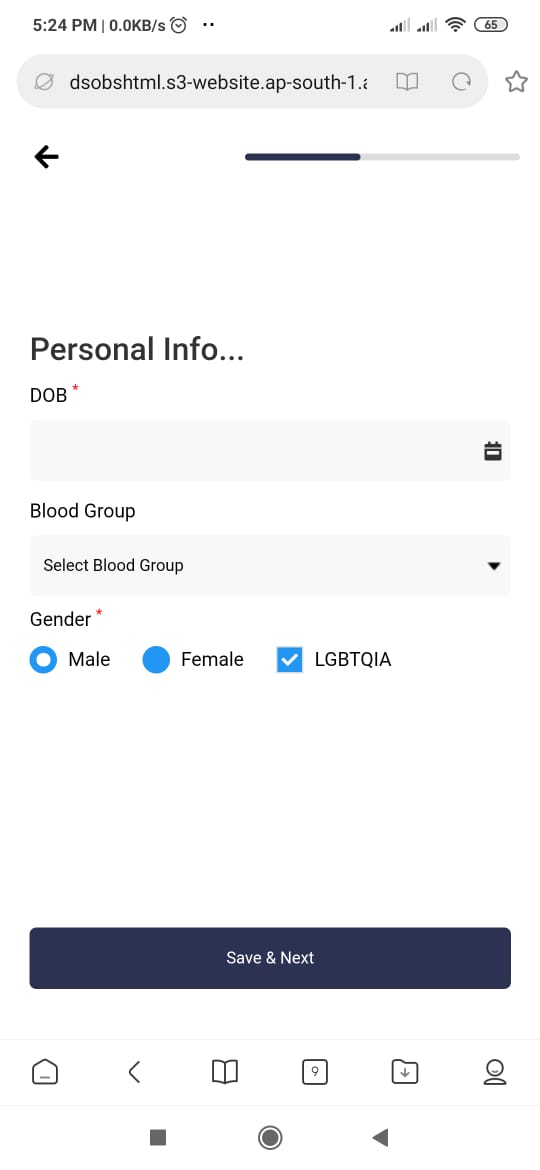 5:24 PM | 0.0KB/s
65
dsobshtml.s3-website.ap-south-1.a
Personal Info...
DOB *
Blood Group
Select Blood Group
Gender *
Male Female LGBTQIA
Save & Next
9